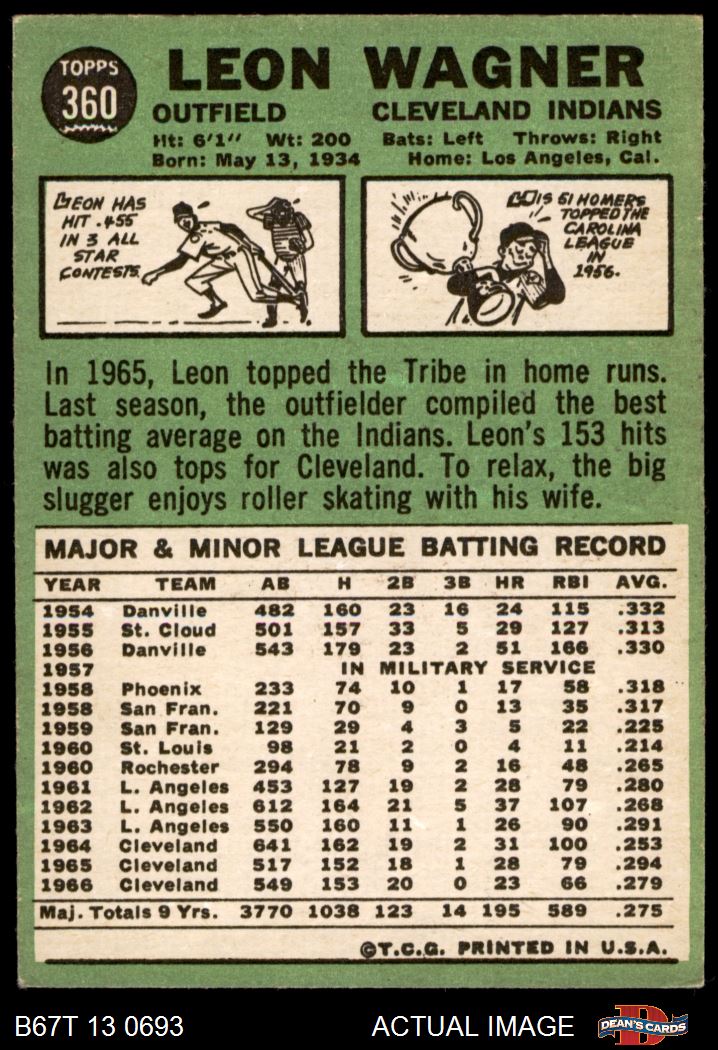 TOPPS
360
LEON WAGNER
OUTFIELD CLEVELAND INDIANS
Ht: 6'1" Wt: 200 Bats: Left Throws: Right
Born: May 13, 1934 Home: Los Angeles, Cal.
LEON HAS
HIT .455
IN 3 ALL
STAR
CONTESTS.
HIS 51 HOMERS
TOPPED THE
CAROLINA
LEAGUE
IN
1956.
In 1965, Leon topped the Tribe in home runs.
Last season, the outfielder compiled the best
batting average on the Indians. Leon's 153 hits
was also tops for Cleveland. To relax, the big
slugger enjoys roller skating with his wife.
MAJOR & MINOR LEAGUE BATTING RECORD
YEAR TEAM AB H 2B 3B HR RBI AVG.
1954 Danville 482 160 23 16 24 115 .332
1955 St. Cloud 501 157 33 5 29 127 .313
1956 Danville 543 179 23 2 51 166 .330
1957 IN MILITARY SERVICE
1958 Phoenix 233 74 10 1 17 58 .318
1958 San Fran. 221 70 9 0 13 35 .317
1959 San Fran. 129 29 4 3 5 22 .225
1960 St. Louis 98 21 2 0 4 11 .214
1960 Rochester 294 78 9 2 16 48 .265
1961 L. Angeles 453 127 19 2 28 79 .280
1962 L. Angeles 612 164 21 5 37 107 .268
1963 L. Angeles 550 160 11 1 26 90 .291
1964 Cleveland 641 162 19 2 31 100 .253
1965 Cleveland 517 152 18 1 28 79 .294
1966 Cleveland 549 153 20 0 23 66 .279
Maj. Totals 9 Yrs. 3770 1038 123 14 195 589 .275
©T.C.G. PRINTED IN U.S.A.
B67T 13 0693 ACTUAL IMAGE D DEAN'S CARDS